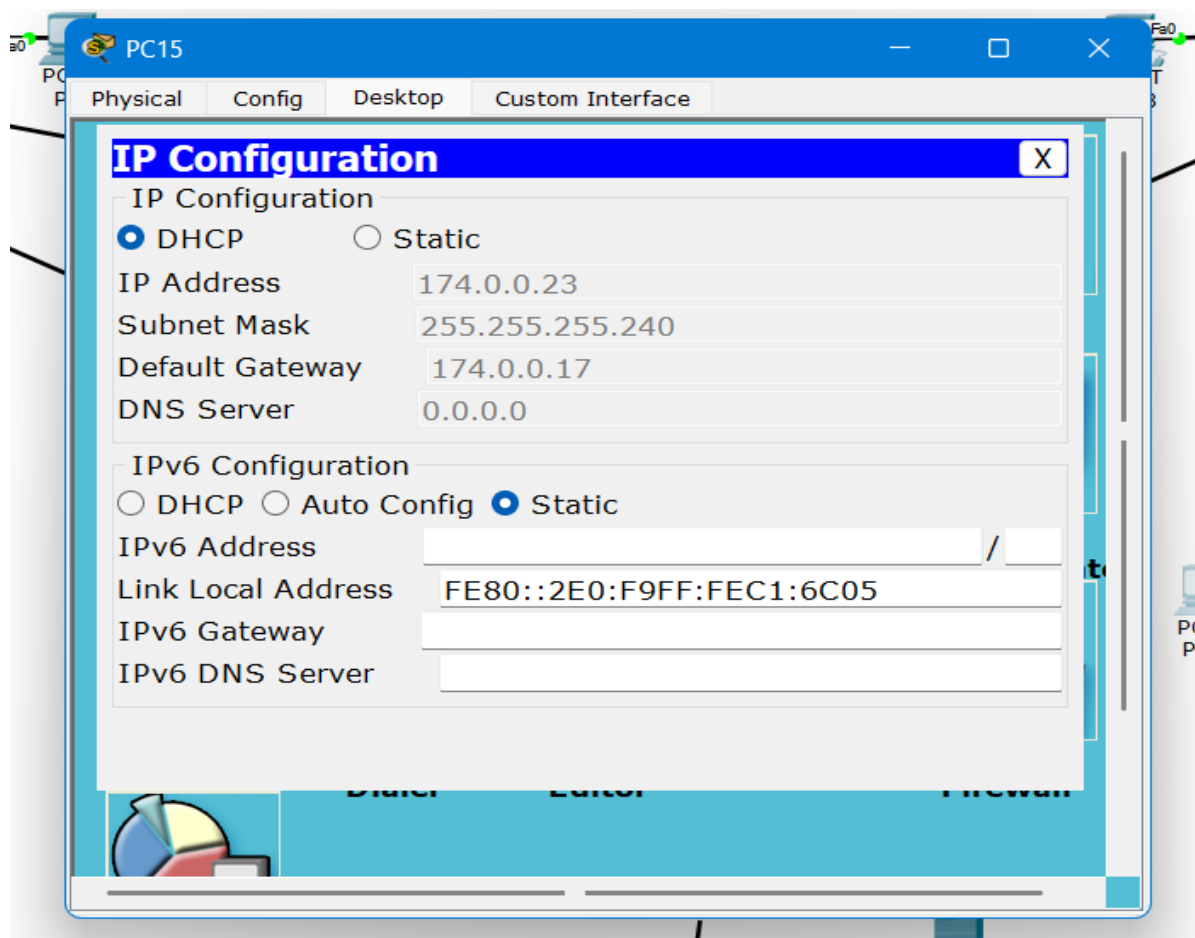 Fa0
PC15
Physical Config Desktop Custom Interface
IP Configuration X
IP Configuration
DHCP Static
IP Address 174.0.0.23
Subnet Mask 255.255.255.240
Default Gateway 174.0.0.17
DNS Server 0.0.0.0
IPv6 Configuration
DHCP Auto Config Static
IPv6 Address /
Link Local Address FE80::2E0:F9FF:FEC1:6C05
IPv6 Gateway
IPv6 DNS Server